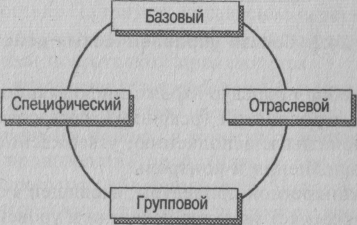 Базовый
Специфический
Отраслевой
Групповой